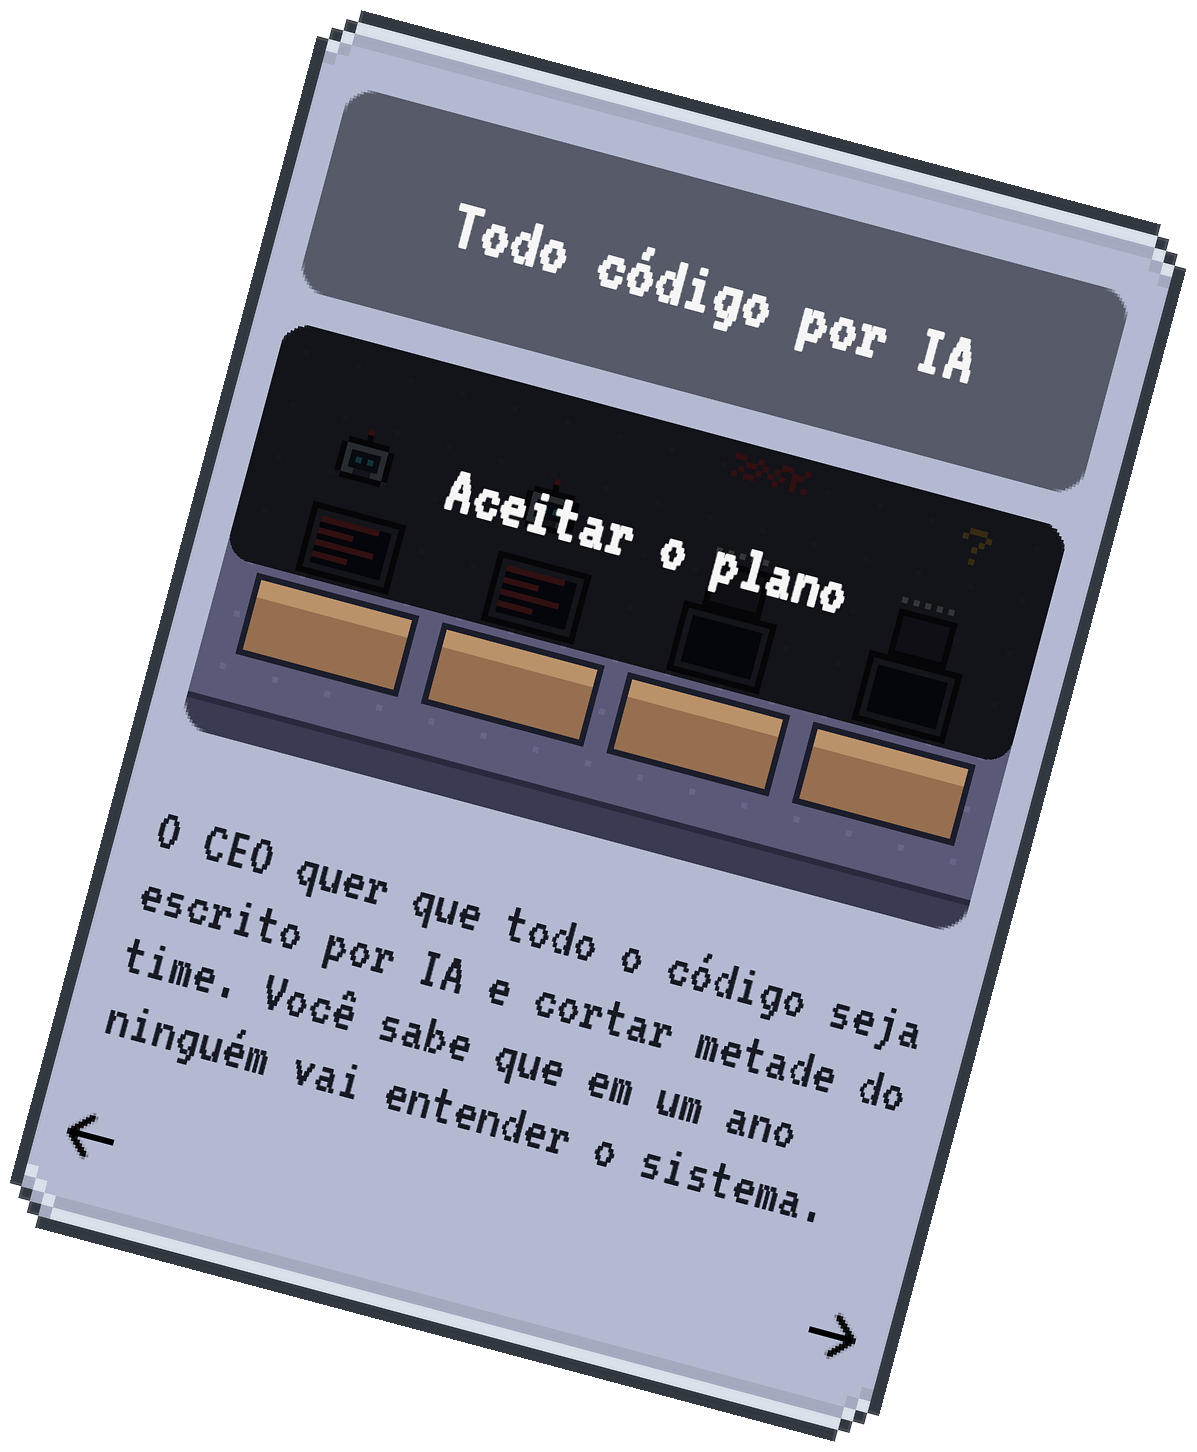 Todo código por IA
Aceitar o plano
O CEO quer que todo o código seja
escrito por IA e cortar metade do
time. Você sabe que em um ano
ninguém vai entender o sistema.